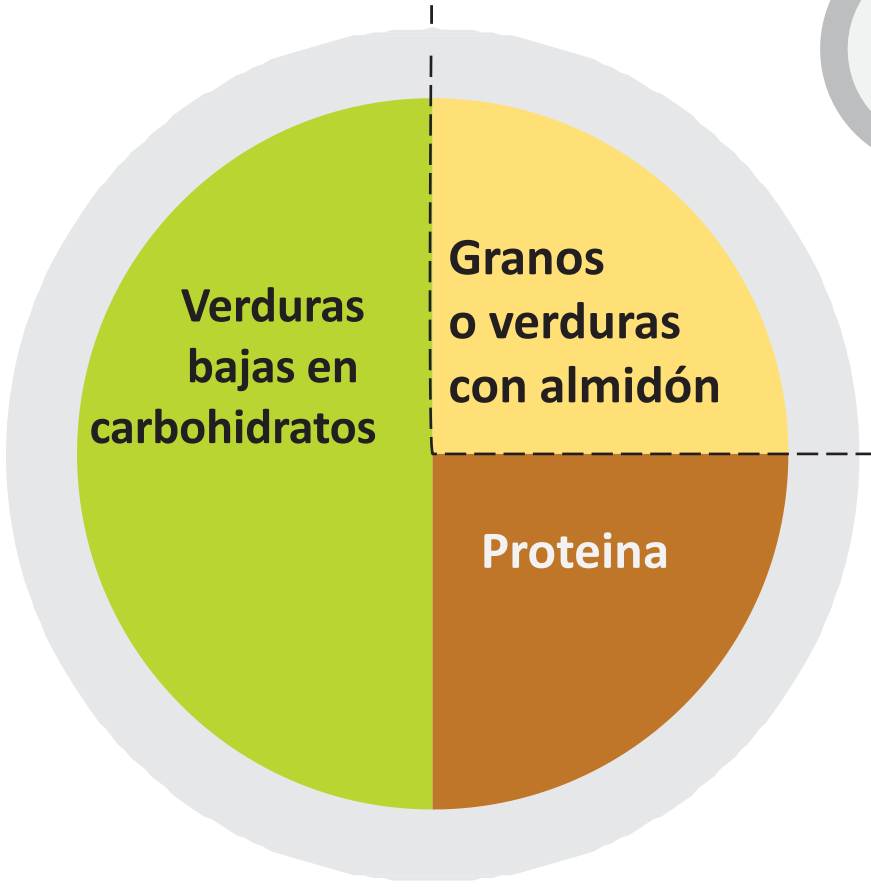 Verduras
bajas en
carbohidratos
Granos
o verduras
con almidón
Proteina